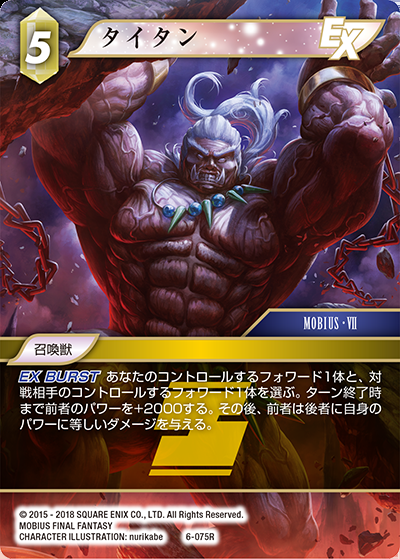 5
タイタン
EX
MOBIUS・VII
召喚獣
EX BURST あなたのコントロールするフォワード1体と、対
戦相手のコントロールするフォワード1体を選ぶ。ターン終了時
まで前者のパワーを+2000する。その後、前者は後者に自身の
パワーに等しいダメージを与える。
© 2015 - 2018 SQUARE ENIX CO., LTD. All Rights Reserved.
MOBIUS FINAL FANTASY
CHARACTER ILLUSTRATION: nurikabe
6-075R